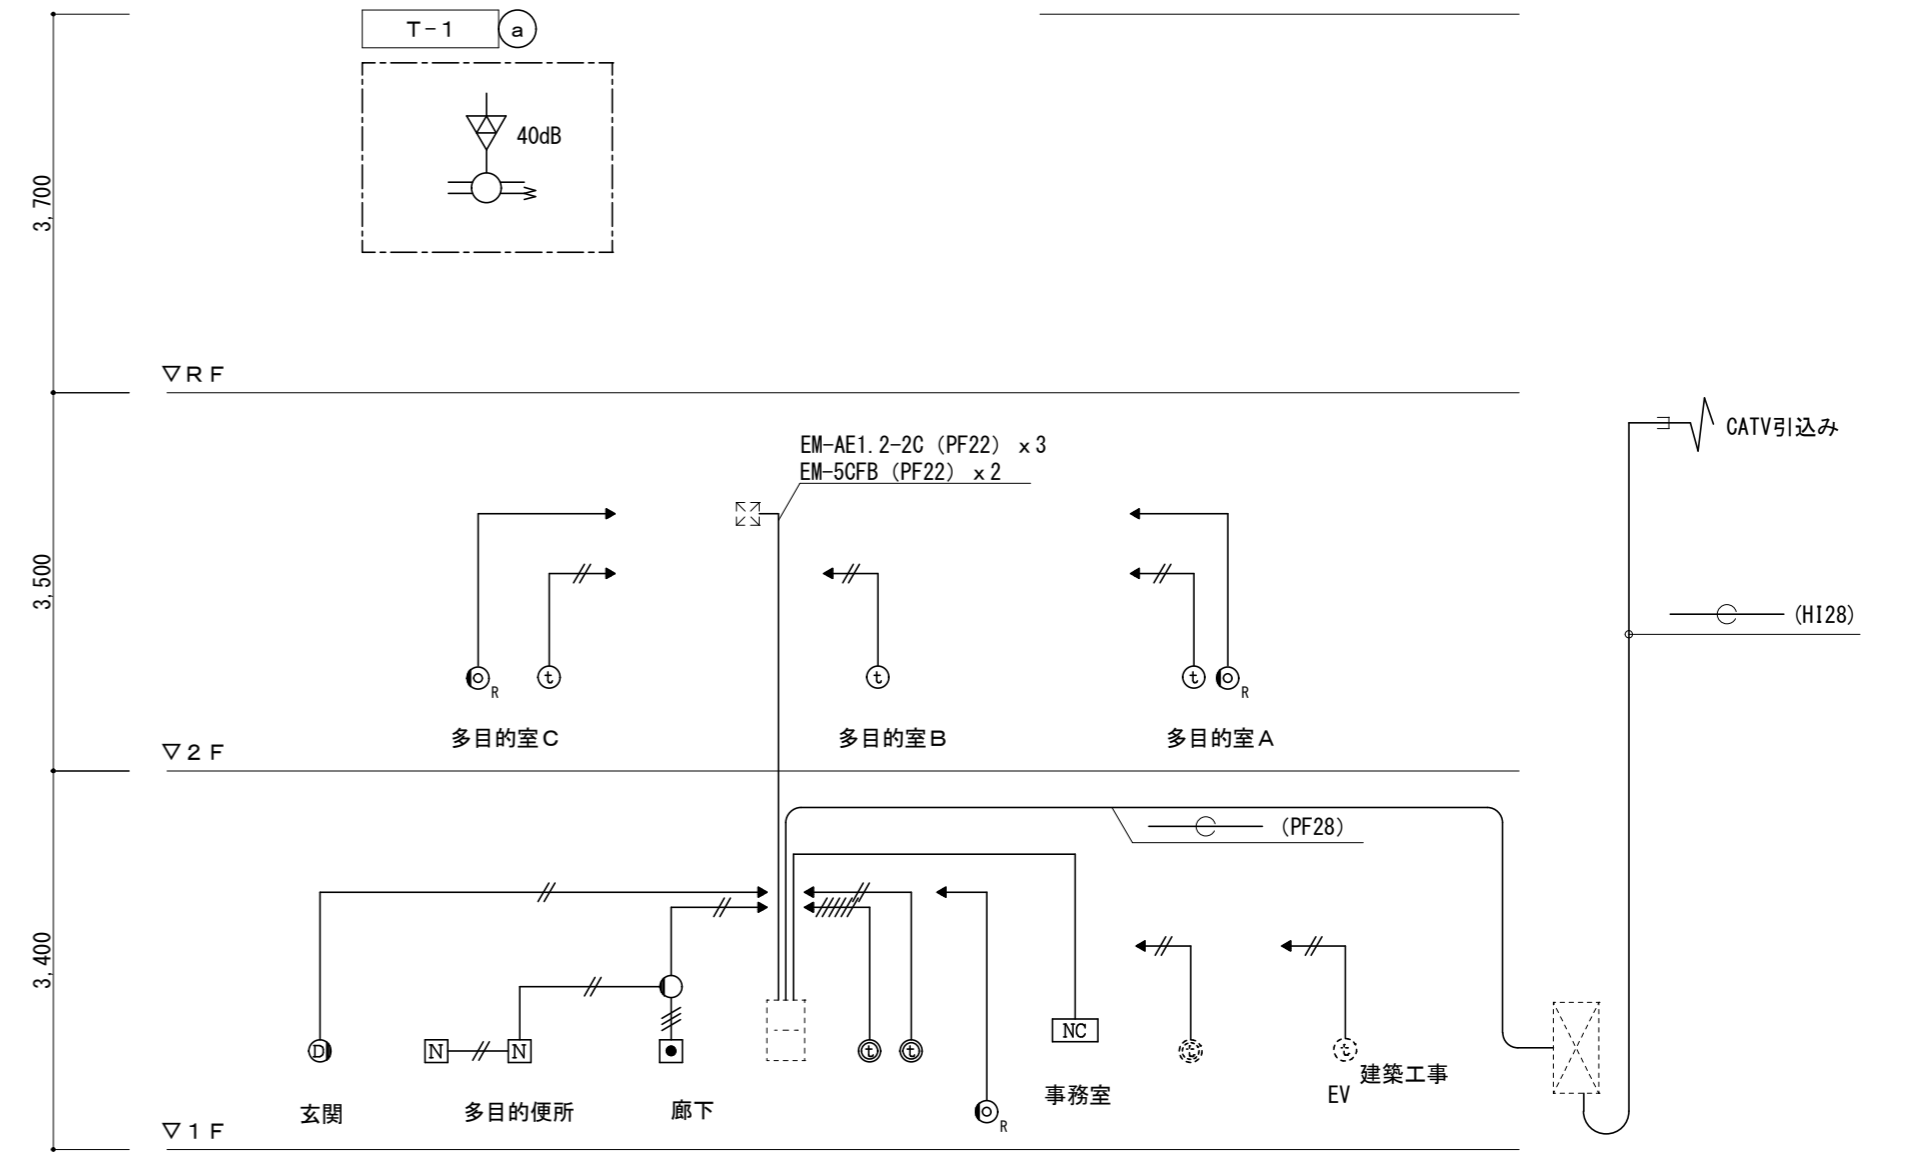 T-1 a
40dB
3,700
▽RF
CATV引込み
EM-AE1.2-2C (PF22) x3
EM-5CFB (PF22) x2
3,500
(HI28)
R t t t R
多目的室C 多目的室B 多目的室A
▽2F
(PF28)
3,400
NC
D N N t t t t
建築工事
事務室 EV
玄関 多目的便所 廊下
R
▽1F